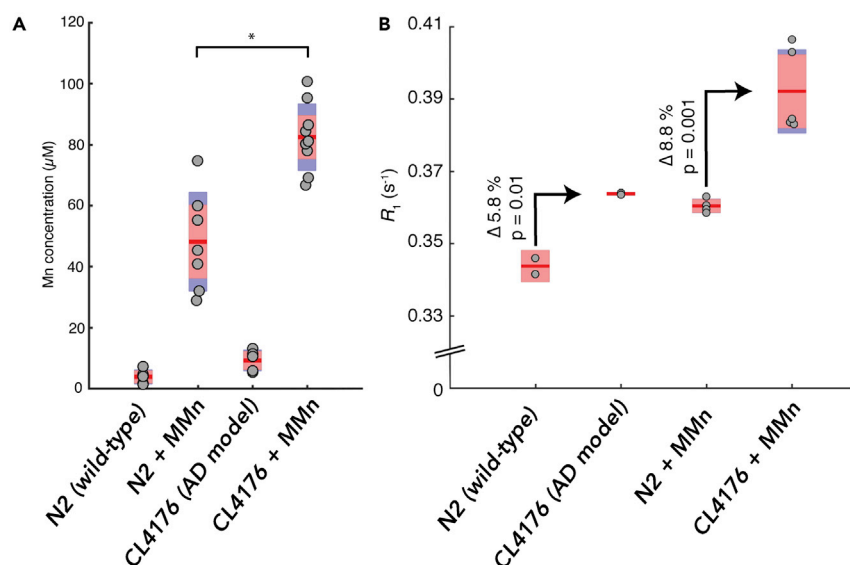 A
B
Mn concentration (µM)
120
100
80
60
40
20
0
*
N2 (wild-type)
N2 + MMn
CL4176 (AD model)
CL4176 + MMn
R1 (s-1)
0.41
0.39
0.37
0.35
0.33
0
Δ 5.8 %
p = 0.01
Δ 8.8 %
p = 0.001
N2 (wild-type)
CL4176 (AD model)
N2 + MMn
CL4176 + MMn